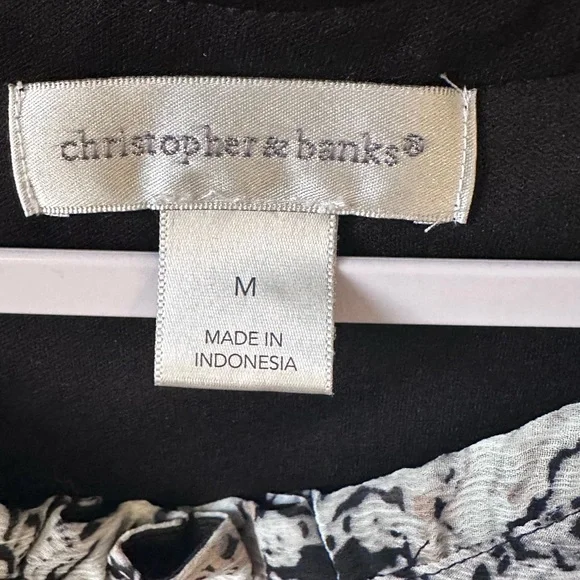 christopher & banks®
M
MADE IN
INDONESIA